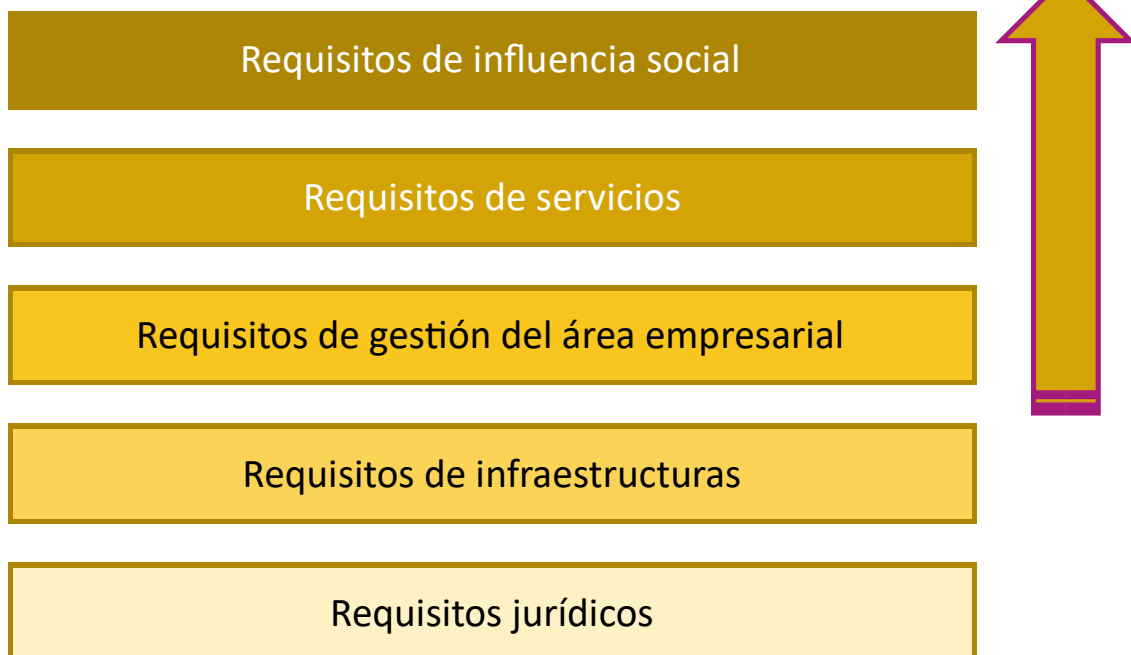 Requisitos de influencia social
Requisitos de servicios
Requisitos de gestión del área empresarial
Requisitos de infraestructuras
Requisitos jurídicos